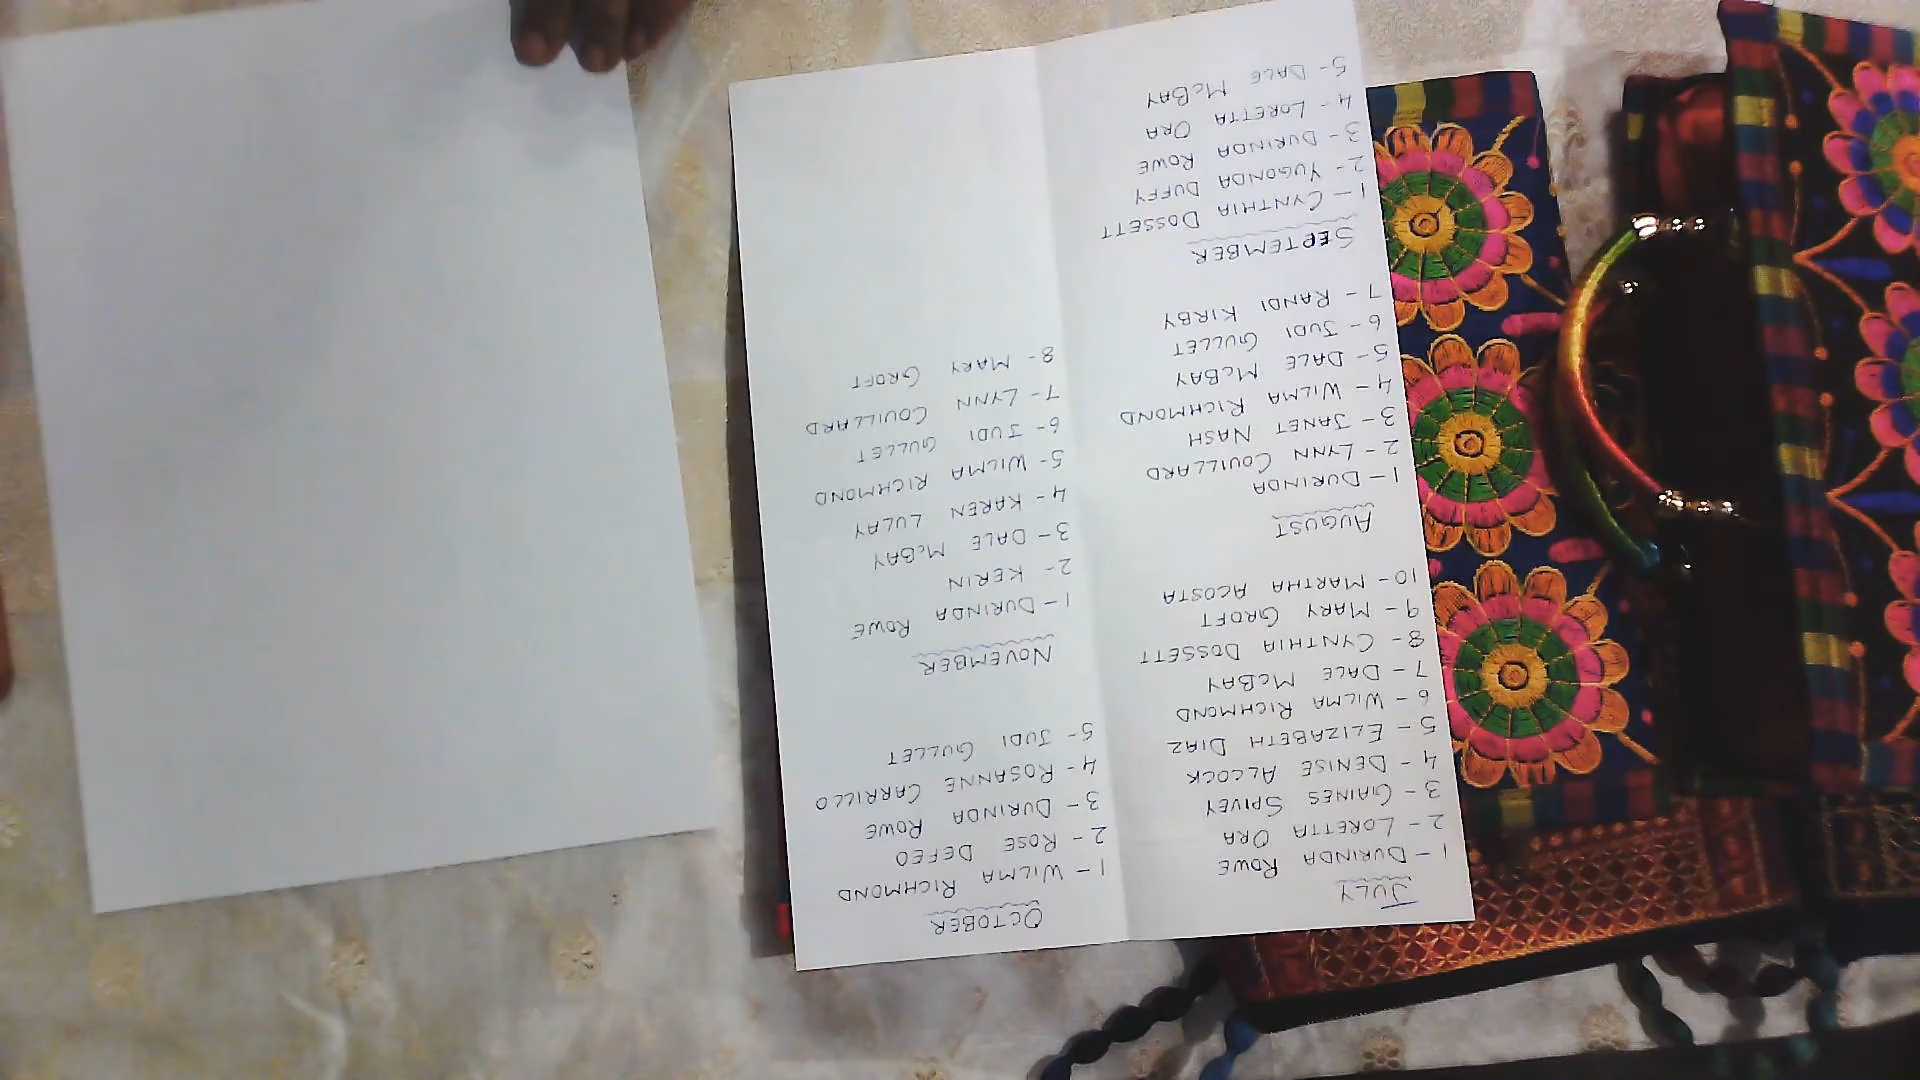 JULY
1- DURINDA ROWE
2- LORETTA ORA
3- GAINES SPIVEY
4- DENISE ALCOCK
5- ELIZABETH DIAZ
6- WILMA RICHMOND
7- DALE McBAY
8- CYNTHIA DOSSETT
9- MARY GROFT
10- MARTHA ACOSTA
AUGUST
1- DURINDA
2- LYNN COUILLARD
3- JANET NASH
4- WILMA RICHMOND
5- DALE McBAY
6- JUDI GULLET
7- RANDI KIRBY
SEPTEMBER
1- CYNTHIA DOSSETT
2- YUGONDA DUFFY
3- DURINDA ROWE
4- LORETTA ORA
5- DALE McBAY
OCTOBER
1- WILMA RICHMOND
2- ROSE DEFEO
3- DURINDA ROWE
4- ROSANNE CARRILLO
5- JUDI GULLET
NOVEMBER
1- DURINDA ROWE
2- KERIN
3- DALE McBAY
4- KAREN LULAY
5- WILMA RICHMOND
6- JUDI GULLET
7- LYNN COUILLARD
8- MARY GROFT